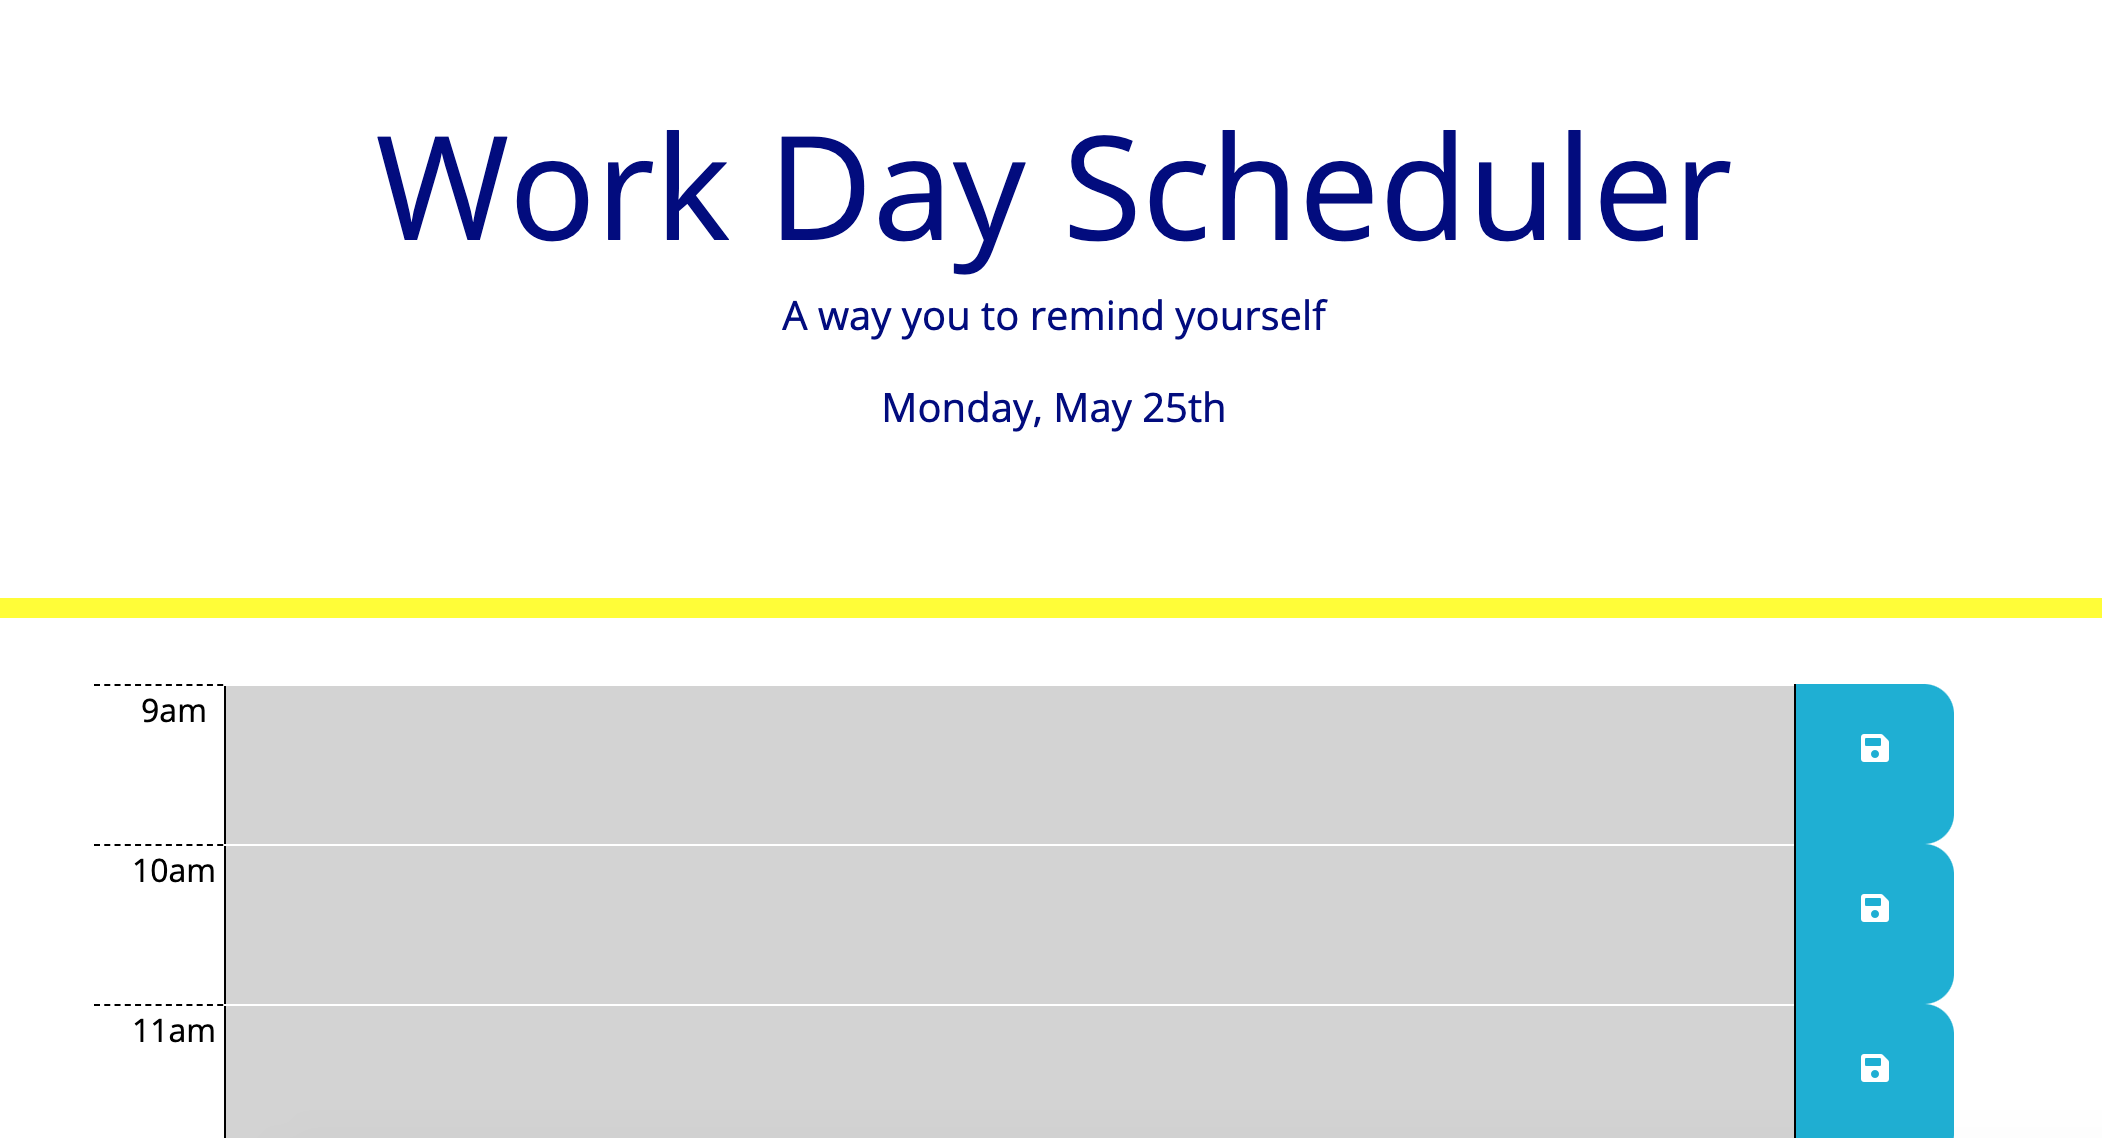 Work Day Scheduler
A way you to remind yourself
Monday, May 25th
9am
10am
11am